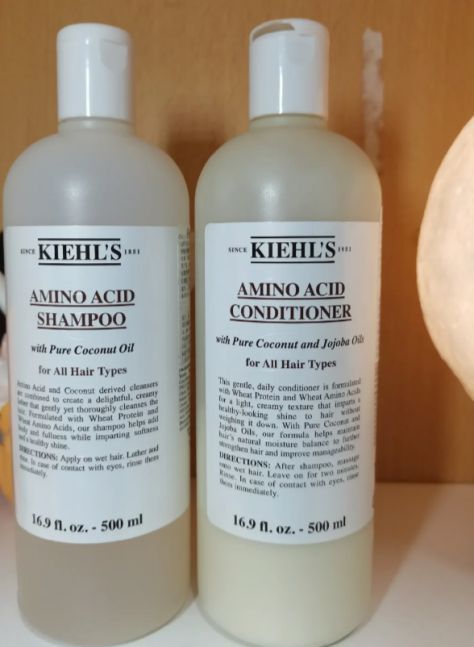 SINCE KIEHL'S 1851
AMINO ACID
SHAMPOO
with Pure Coconut Oil
for All Hair Types
Amino Acid and Coconut derived cleansers
are combined to create a delightful, creamy
lather that gently yet thoroughly cleanses the
hair. Formulated with Wheat Protein and
Wheat Amino Acids, our shampoo helps add
body and fullness while imparting softness
and a healthy shine.
DIRECTIONS: Apply on wet hair. Lather and
rinse. In case of contact with eyes, rinse them
immediately.
16.9 fl. oz. - 500 ml
SINCE KIEHL'S 1851
AMINO ACID
CONDITIONER
with Pure Coconut and Jojoba Oils
for All Hair Types
This gentle, daily conditioner is formulated
with Wheat Protein and Wheat Amino Acids
for a light, creamy texture that imparts a
healthy-looking shine to hair without
weighing it down. With Pure Coconut and
Jojoba Oils, our formula helps maintain
hair's natural moisture balance to further
strengthen hair and improve manageability.
DIRECTIONS: After shampoo, massage
onto wet hair. Leave on for two minutes.
Rinse. In case of contact with eyes, rinse
them immediately.
16.9 fl. oz. - 500 ml